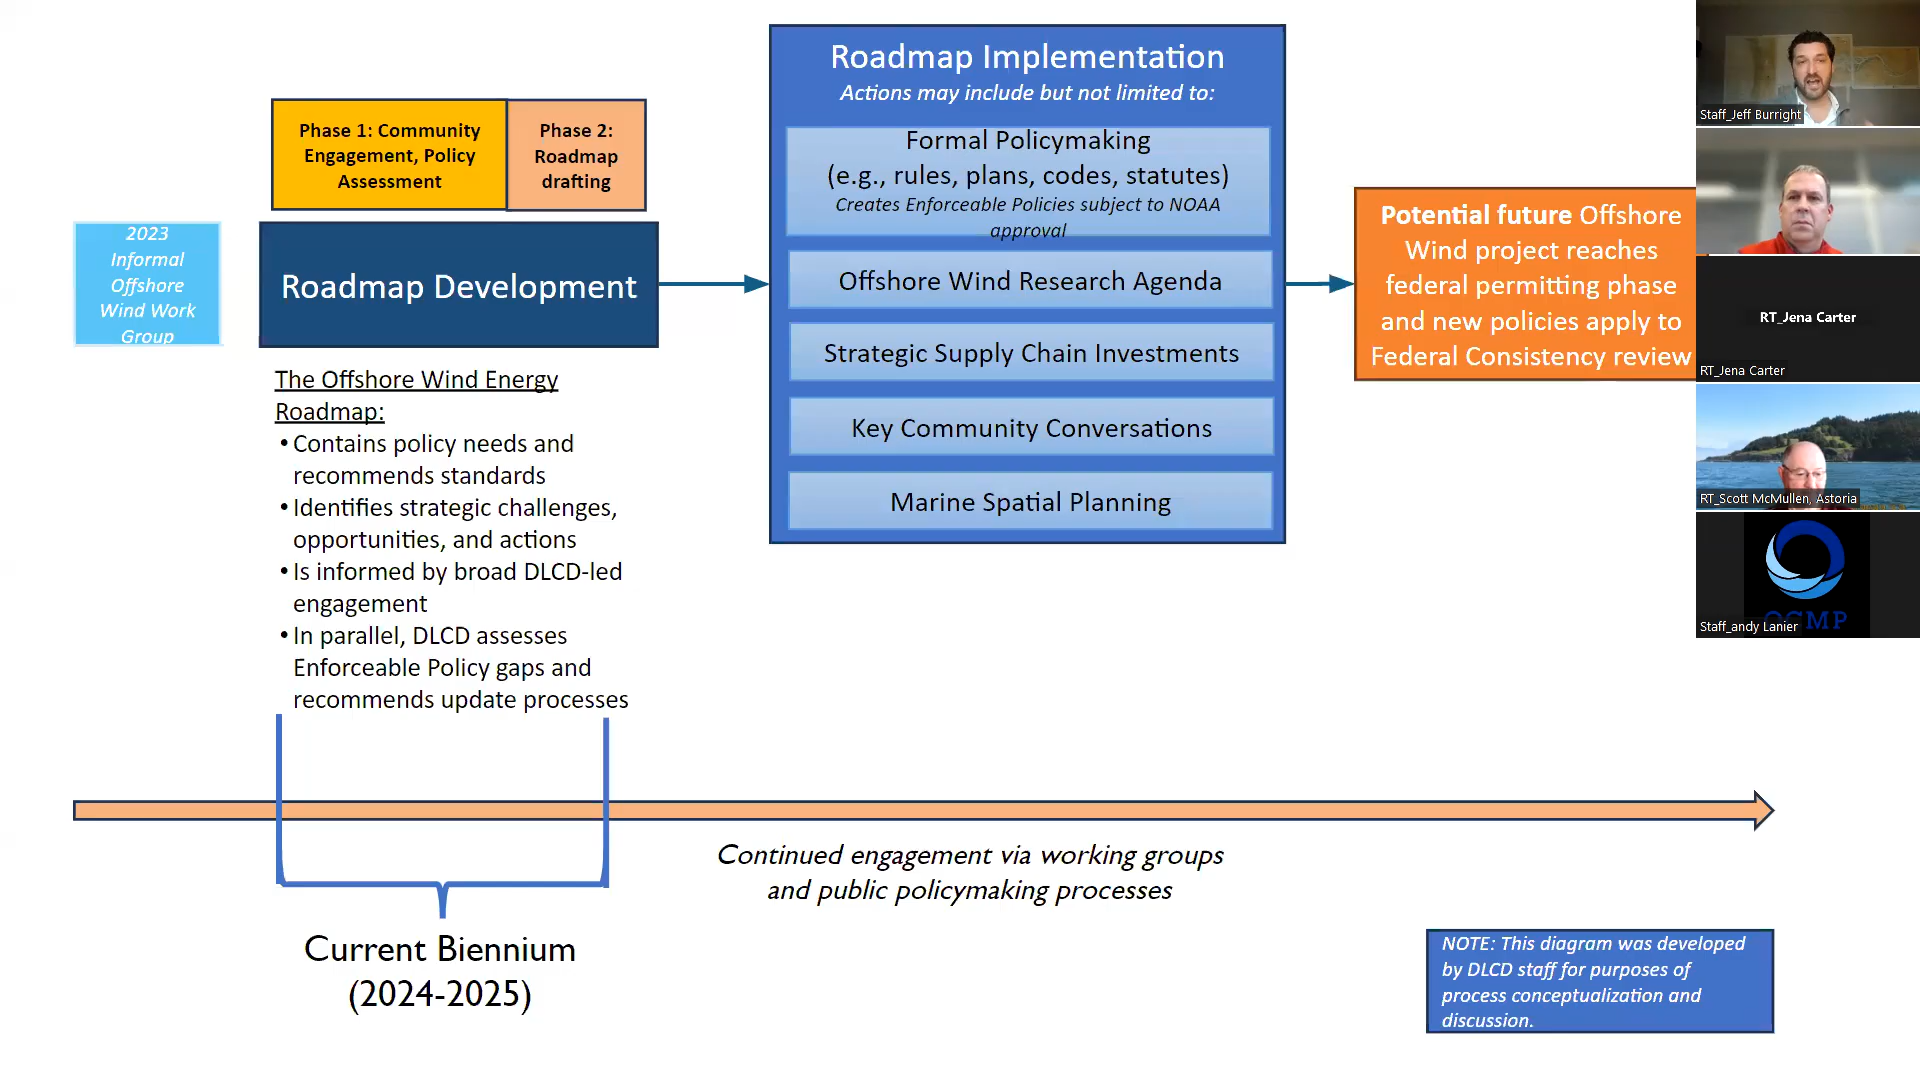 Roadmap Implementation
Actions may include but not limited to:
Phase 1: Community
Engagement, Policy
Assessment
Phase 2:
Roadmap
drafting
Formal Policymaking
(e.g., rules, plans, codes, statutes)
Creates Enforceable Policies subject to NOAA
approval
Offshore Wind Research Agenda
Strategic Supply Chain Investments
Key Community Conversations
Marine Spatial Planning
2023
Informal
Offshore
Wind Work
Group
Roadmap Development
Potential future Offshore
Wind project reaches
federal permitting phase
and new policies apply to
Federal Consistency review
The Offshore Wind Energy
Roadmap:
• Contains policy needs and
recommends standards
• Identifies strategic challenges,
opportunities, and actions
• Is informed by broad DLCD-led
engagement
• In parallel, DLCD assesses
Enforceable Policy gaps and
recommends update processes
Continued engagement via working groups
and public policymaking processes
Current Biennium
(2024-2025)
NOTE: This diagram was developed
by DLCD staff for purposes of
process conceptualization and
discussion.
Staff_Jeff Burright
RT_Jena Carter
RT_Jena Carter
RT_Scott McMullen, Astoria
OCMP
Staff_andy Lanier